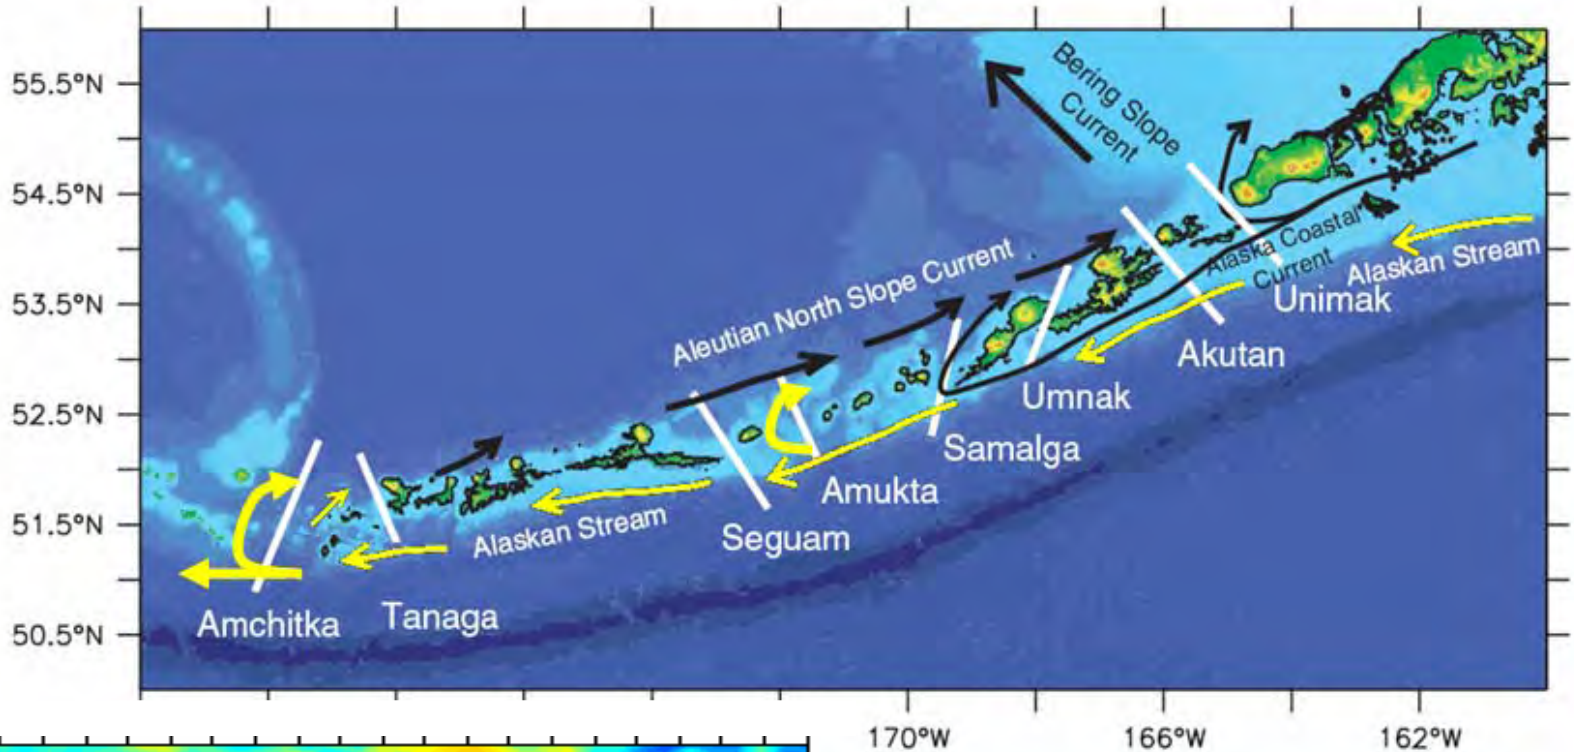 55.5°N
54.5°N
53.5°N
52.5°N
51.5°N
50.5°N
Bering Slope
Current
Aleutian North Slope Current
Alaska Coastal
Current
Alaskan Stream
Unimak
Akutan
Umnak
Samalga
Amukta
Seguam
Alaskan Stream
Tanaga
Amchitka
170°W
166°W
162°W